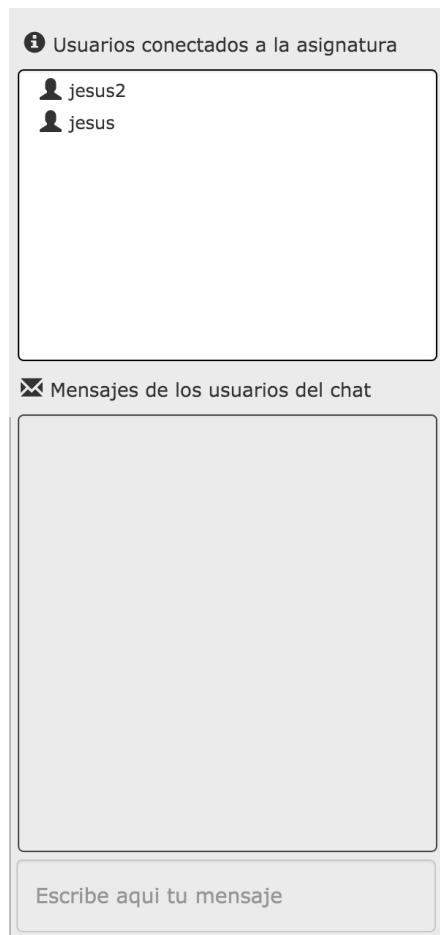 Usuarios conectados a la asignatura
jesus2
jesus
Mensajes de los usuarios del chat
Escribe aqui tu mensaje